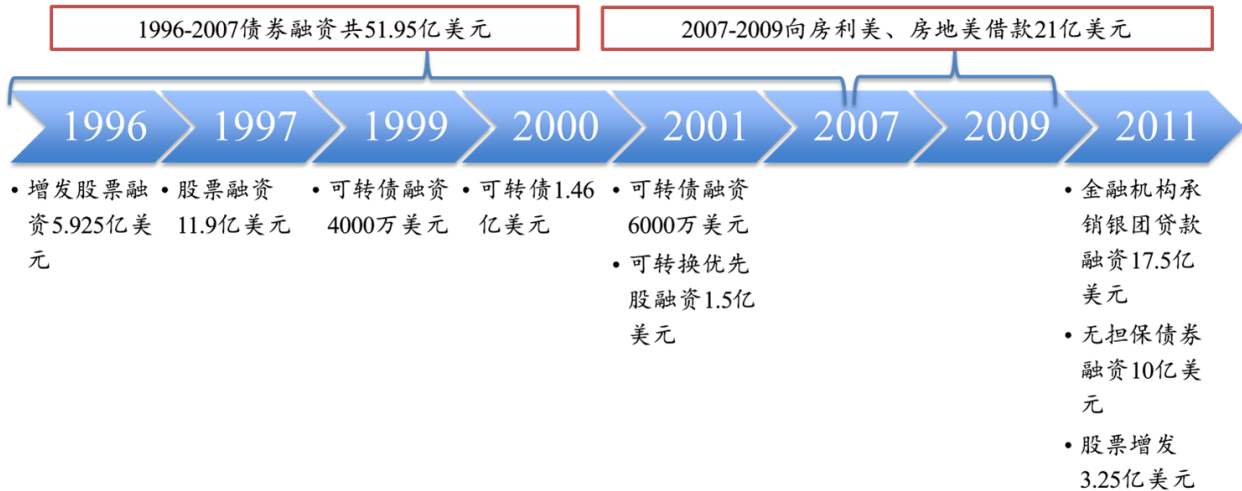 1996-2007债券融资共51.95亿美元
2007-2009向房利美、房地美借款21亿美元
1996
1997
1999
2000
2001
2007
2009
2011
• 增发股票融
资5.925亿美
元
• 股票融资
11.9亿美元
• 可转债融资
4000万美元
• 可转债1.46
亿美元
• 可转债融资
6000万美元
• 可转换优先
股融资1.5亿
美元
• 金融机构承
销银团贷款
融资17.5亿
美元
• 无担保债券
融资10亿美
元
• 股票增发
3.25亿美元